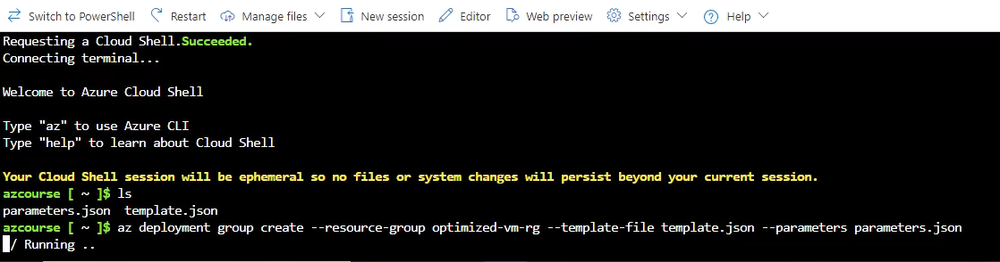 Switch to PowerShell Restart Manage files New session Editor Web preview Settings Help
Requesting a Cloud Shell.Succeeded.
Connecting terminal...
Welcome to Azure Cloud Shell
Type "az" to use Azure CLI
Type "help" to learn about Cloud Shell
Your Cloud Shell session will be ephemeral so no files or system changes will persist beyond your current session.
azcourse [ ~ ]$ ls
parameters.json  template.json
azcourse [ ~ ]$ az deployment group create --resource-group optimized-vm-rg --template-file template.json --parameters parameters.json
/ Running ..